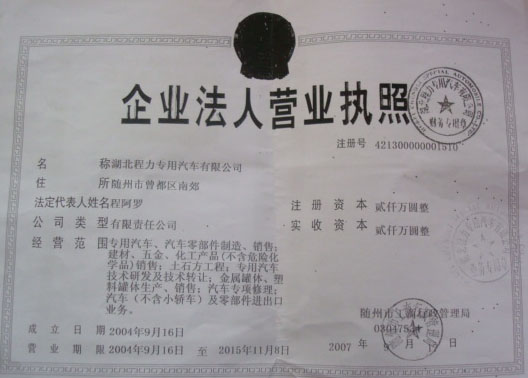 企业法人营业执照
注册号 421300000001510
名 称 湖北程力专用汽车有限公司
住 所 随州市曾都区南郊
法定代表人姓名 程阿罗
注册资本 贰仟万圆整
公司类型 有限责任公司
实收资本 贰仟万圆整
经营范围 专用汽车、汽车零部件制造、销售;
建材、五金、化工产品(不含危险化
学品)销售;土石方工程;专用汽车
技术研发及技术转让;金属罐体、塑
料罐体生产、销售;汽车专项修理;
汽车(不含小轿车)及零部件进出口
业务。
成立日期 2004年9月16日
营业期限 2004年9月16日 至 2015年11月8日
随州市工商行政管理局
2007 年 月 日
财务专用章